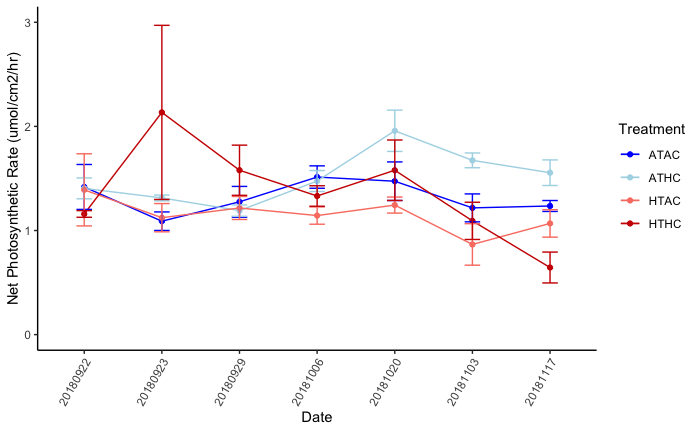 Net Photosynthetic Rate (umol/cm2/hr)
3
2
1
0
20180922
20180923
20180929
20181006
20181020
20181103
20181117
Date
Treatment
ATAC
ATHC
HTAC
HTHC